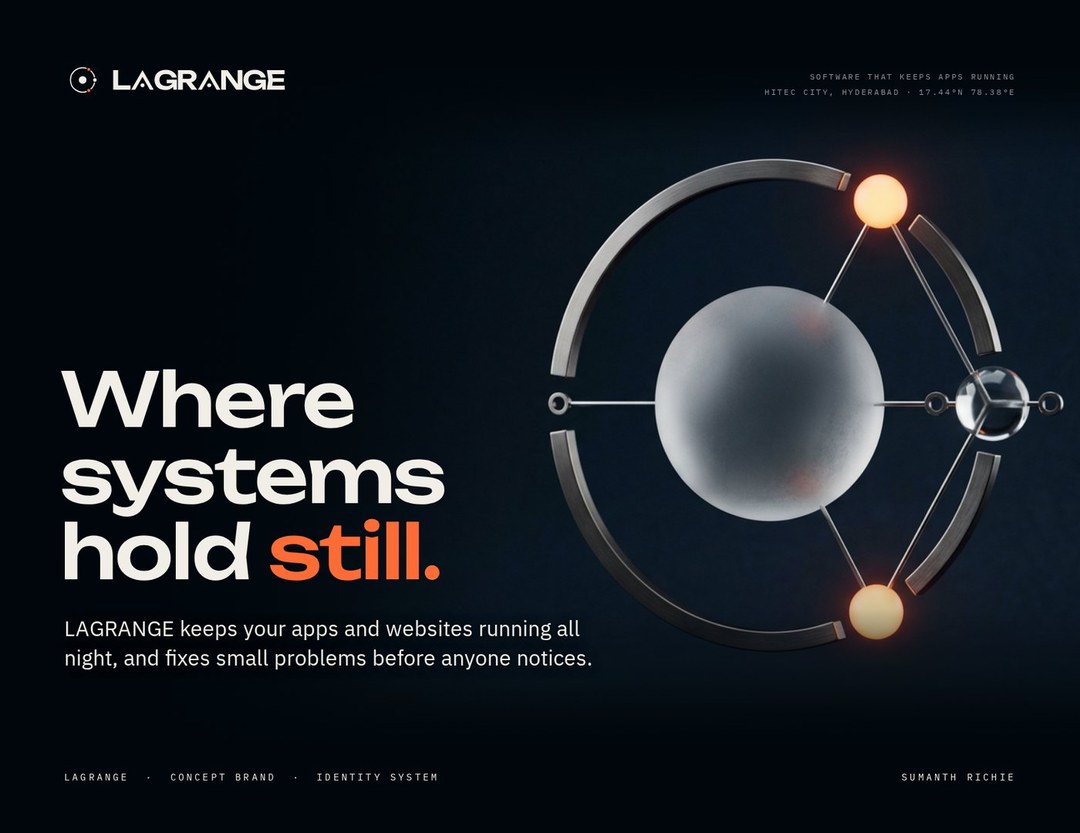 LAGRANGE
SOFTWARE THAT KEEPS APPS RUNNING
HITEC CITY, HYDERABAD · 17.44°N 78.38°E
Where
systems
hold still.
LAGRANGE keeps your apps and websites running all
night, and fixes small problems before anyone notices.
LAGRANGE · CONCEPT BRAND · IDENTITY SYSTEM
SUMANTH RICHIE